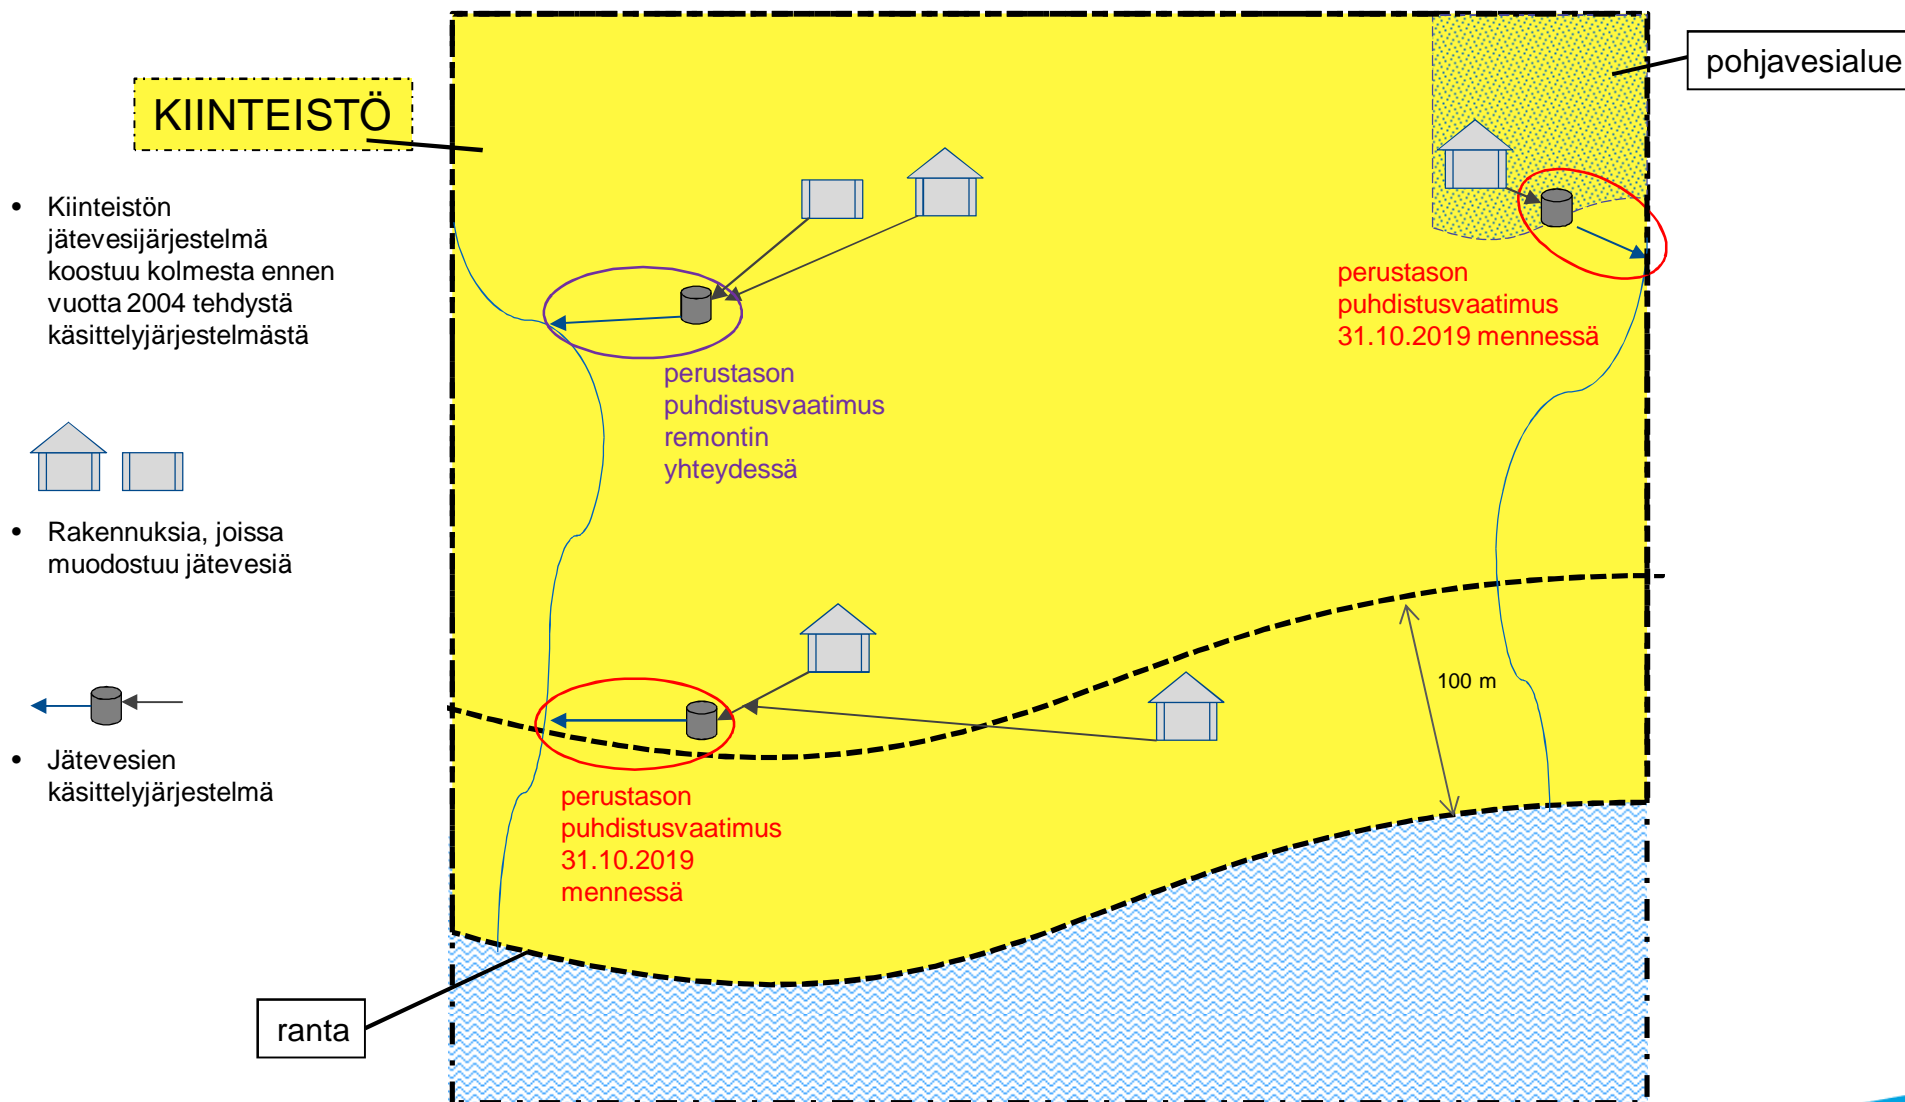 KIINTEISTÖ
• Kiinteistön
jätevesijärjestelmä
koostuu kolmesta ennen
vuotta 2004 tehdystä
käsittelyjärjestelmästä
• Rakennuksia, joissa
muodostuu jätevesiä
• Jätevesien
käsittelyjärjestelmä
pohjavesialue
perustason
puhdistusvaatimus
31.10.2019 mennessä
perustason
puhdistusvaatimus
remontin
yhteydessä
100 m
perustason
puhdistusvaatimus
31.10.2019
mennessä
ranta